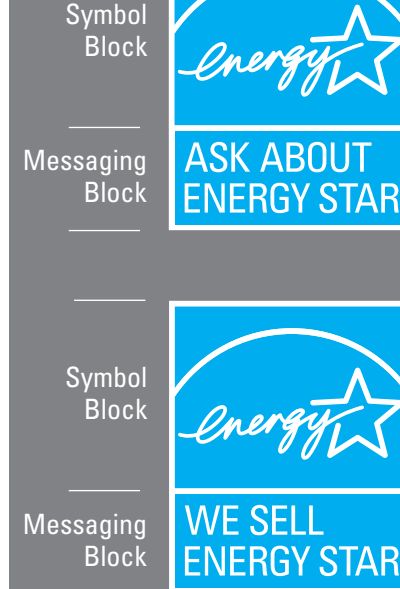 Symbol
Block
energy
Messaging
Block
ASK ABOUT
ENERGY STAR
Symbol
Block
energy
Messaging
Block
WE SELL
ENERGY STAR